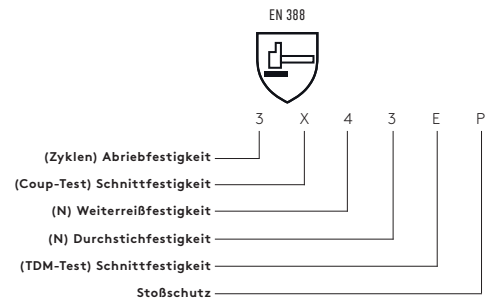 EN 388
3 X 4 3 E P
(Zyklen) Abriebfestigkeit
(Coup-Test) Schnittfestigkeit
(N) Weiterreißfestigkeit
(N) Durchstichfestigkeit
(TDM-Test) Schnittfestigkeit
Stoßschutz